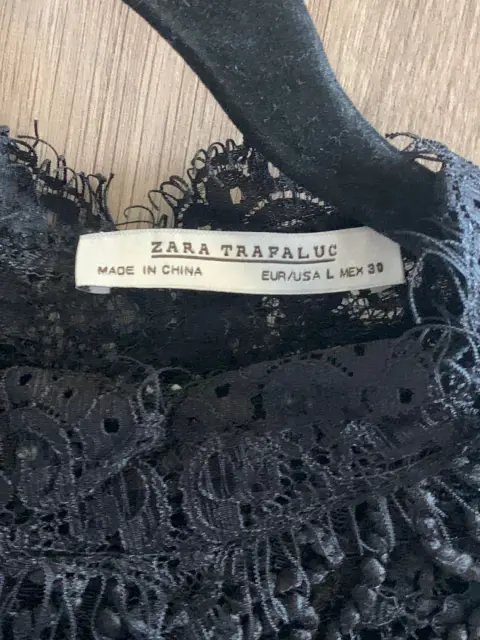 ZARA TRAFALUC
MADE IN CHINA EUR/USA L MEX 30